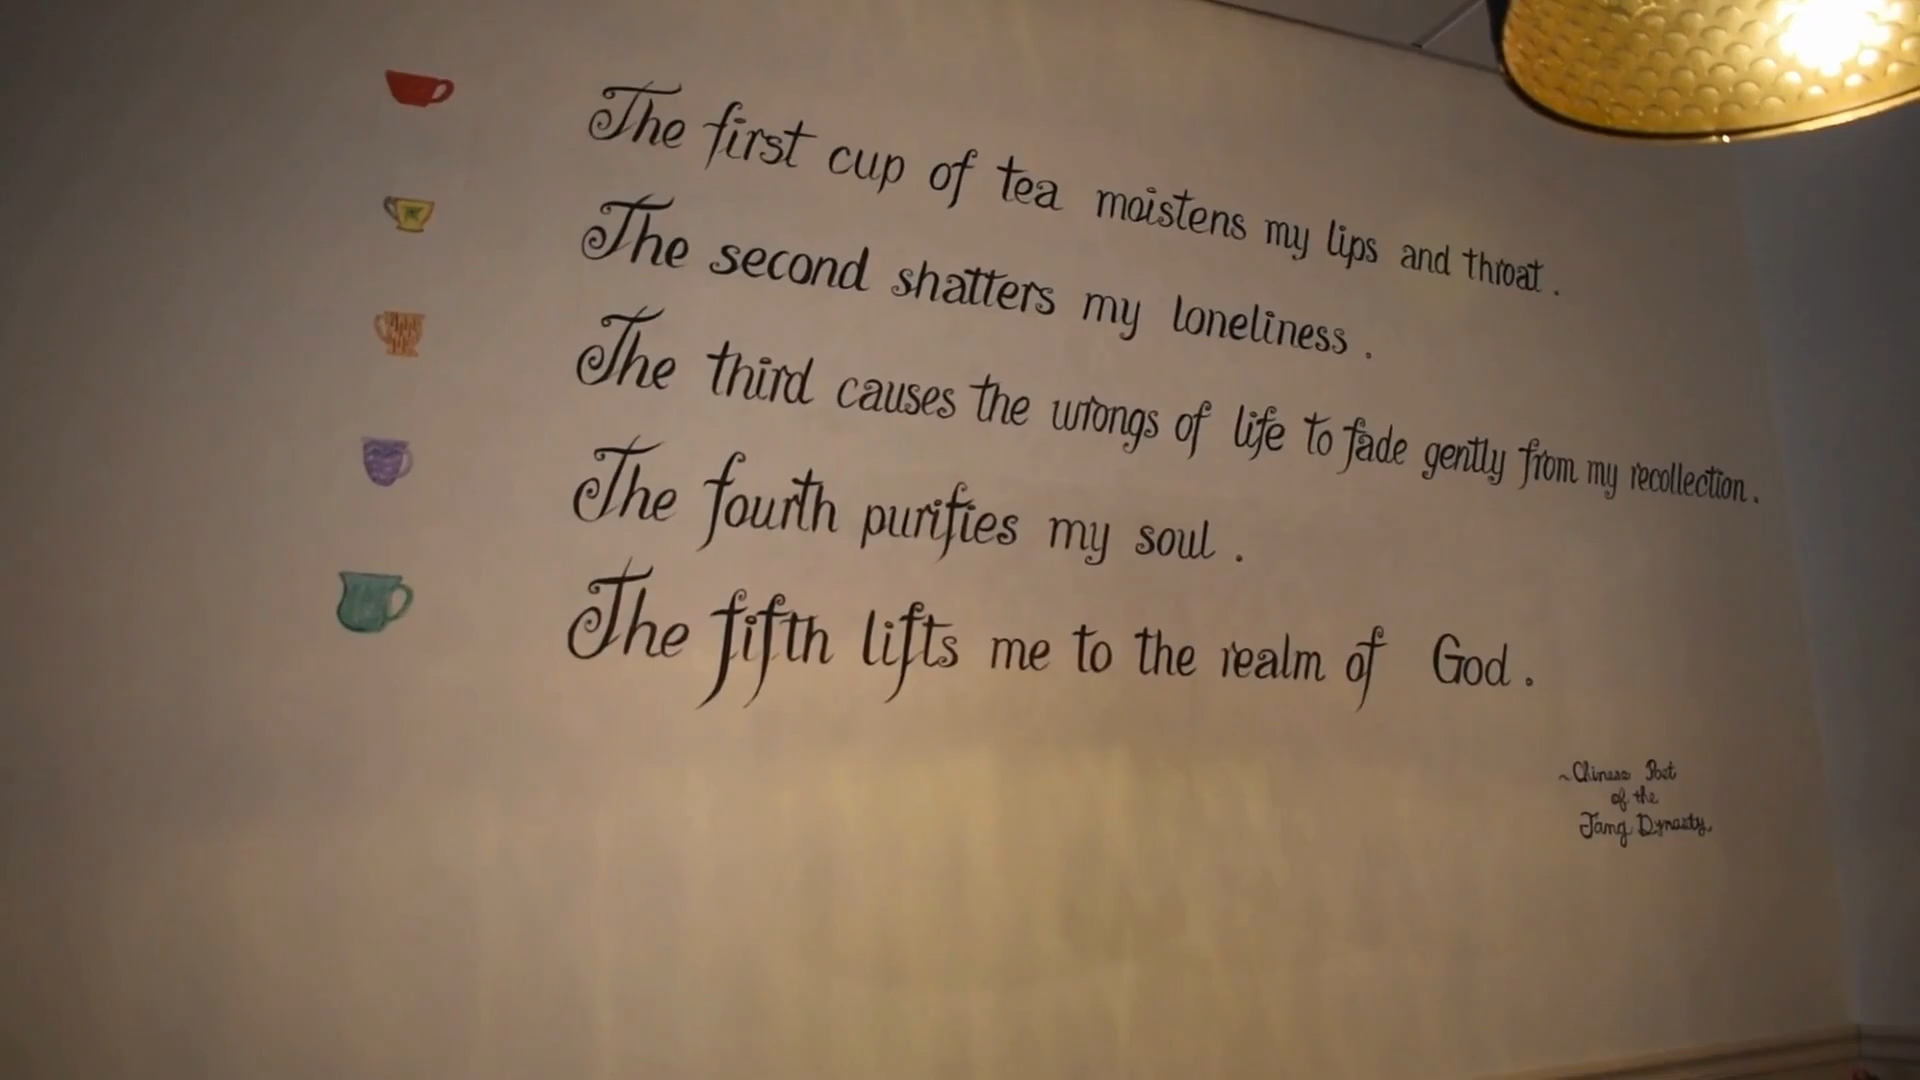 The first cup of tea moistens my lips and throat.
The second shatters my loneliness.
The third causes the wrongs of life to fade gently from my recollection.
The fourth purifies my soul.
The fifth lifts me to the realm of God.
~Chinese Poet
of the
Tang Dynasty.